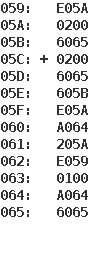 059:   E05A
05A:   0200
05B:   6065
05C: + 0200
05D:   6065
05E:   605B
05F:   E05A
060:   A064
061:   205A
062:   E059
063:   0100
064:   A064
065:   6065